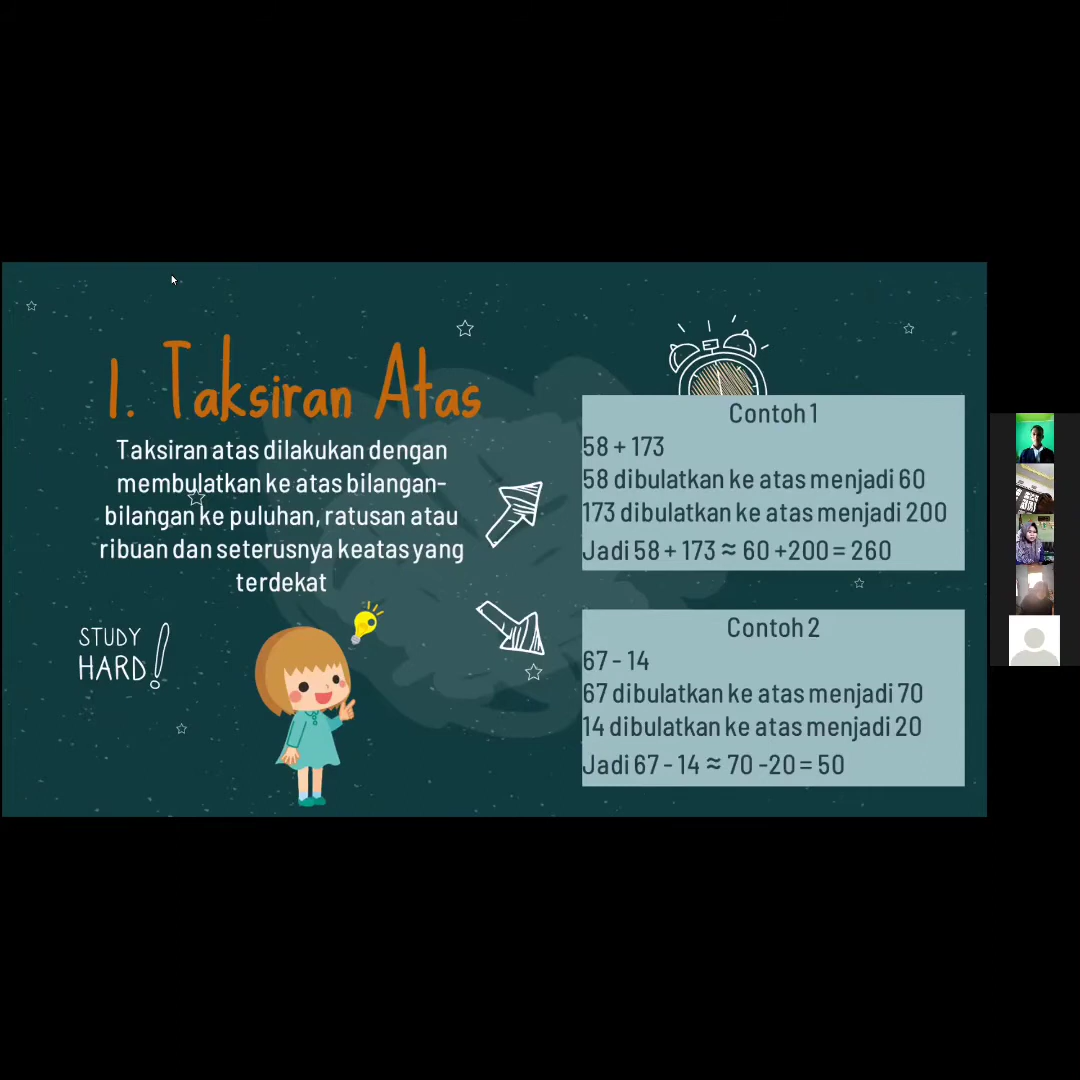 1. Taksiran Atas
Taksiran atas dilakukan dengan
membulatkan ke atas bilangan-
bilangan ke puluhan, ratusan atau
ribuan dan seterusnya keatas yang
terdekat
STUDY
HARD!
Contoh 1
58 + 173
58 dibulatkan ke atas menjadi 60
173 dibulatkan ke atas menjadi 200
Jadi 58 + 173 ≈ 60 +200 = 260
Contoh 2
67 - 14
67 dibulatkan ke atas menjadi 70
14 dibulatkan ke atas menjadi 20
Jadi 67 - 14 ≈ 70 -20 = 50